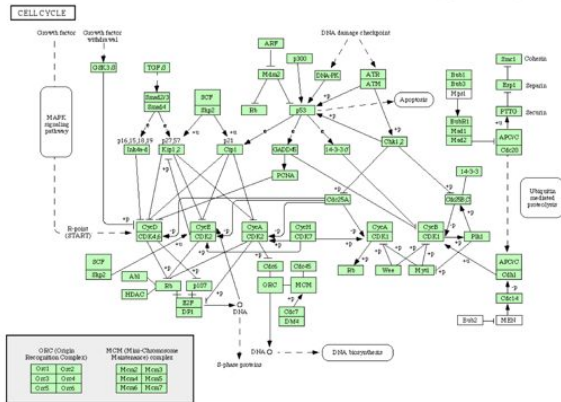 CELL CYCLE
Growth factor
Growth factor
withdrawal
DNA damage checkpoint
ARF
p300
GSK3β
TGFβ
DNA-PK
ATR
ATM
Mdm2
Smc1
Cohesin
Bub1
Bub3
Mps1
Esp1
Separin
Smad2/3
Smad4
SCF
Skp2
Rb
p53
Apoptosis
PTTG
Securin
MAPK
signaling
pathway
BubR1
Mad1
Mad2
APC/C
Cdc20
p16,15,18,19
p27,57
p21
Ink4a-d
Kip1,2
Cip1
GADD45
14-3-3-σ
Chk1,2
PCNA
14-3-3
Cdc25A
Cdc25B,C
Ubiquitin
mediated
proteolysis
R-point
(START)
CycD
CDK4,6
CycE
CDK2
CycA
CDK2
CycH
CDK7
CycA
CDK1
CycB
CDK1
Plk1
SCF
Skp2
Abl
HDAC
Rb
p107
E2F
DP1
Cdc6
ORC
Cdc45
MCM
Rb
Wee
Myt1
APC/C
Cdh1
Cdc7
Dbf4
Cdc14
Bub2
MEN
DNA
DNA
DNA biosynthesis
S-phase proteins
ORC (Origin
Recognition Complex)
MCM (Mini-Chromosome
Maintenance) complex
Orc1 Orc2
Orc3 Orc4
Orc5 Orc6
Mcm2 Mcm3
Mcm4 Mcm5
Mcm6 Mcm7
+p
+p
+p
+p
+u
+u